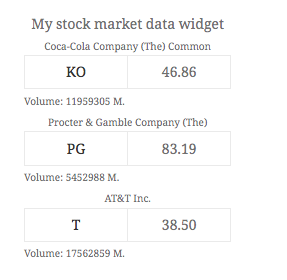 My stock market data widget
Coca-Cola Company (The) Common
KO 46.86
Volume: 11959305 M.
Procter & Gamble Company (The)
PG 83.19
Volume: 5452988 M.
AT&T Inc.
T 38.50
Volume: 17562859 M.